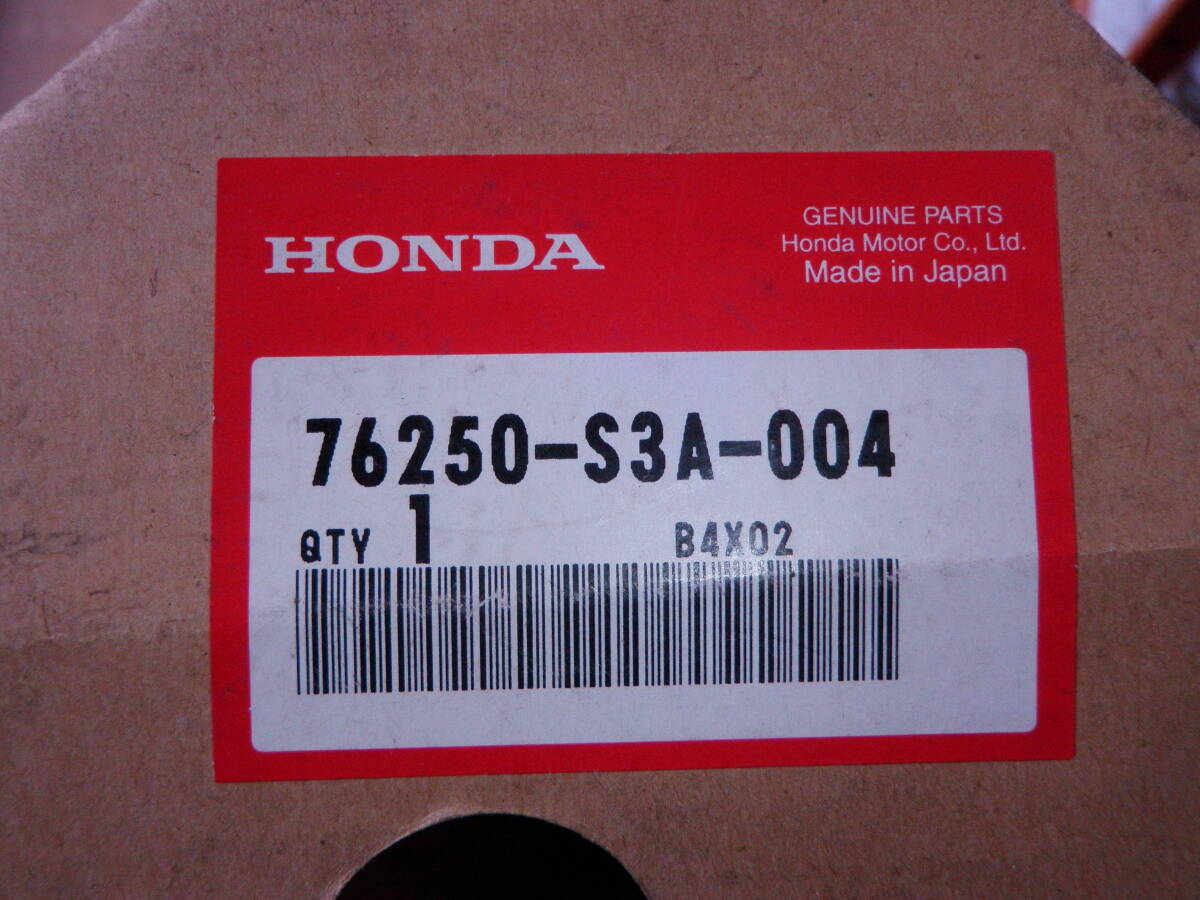 HONDA
GENUINE PARTS
Honda Motor Co., Ltd.
Made in Japan
76250-S3A-004
QTY 1 B4X02